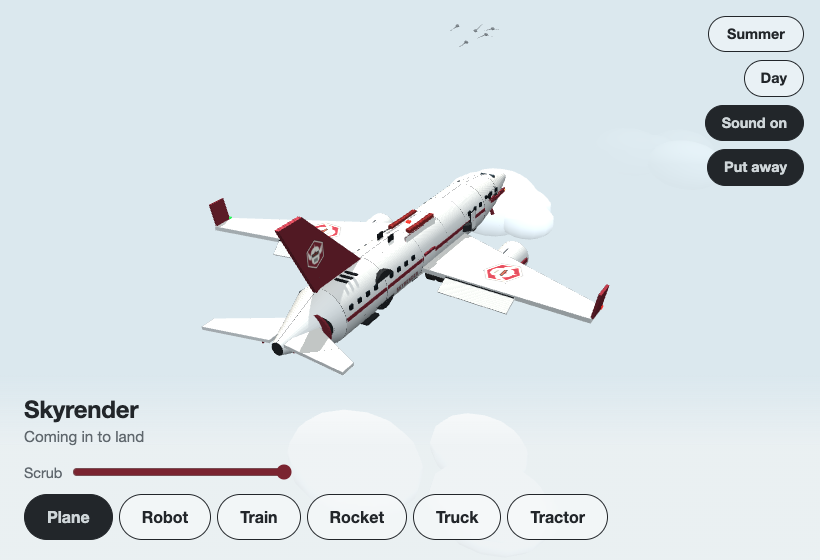 Summer
Day
Sound on
Put away
Skyrender
Coming in to land
Scrub
Plane
Robot
Train
Rocket
Truck
Tractor